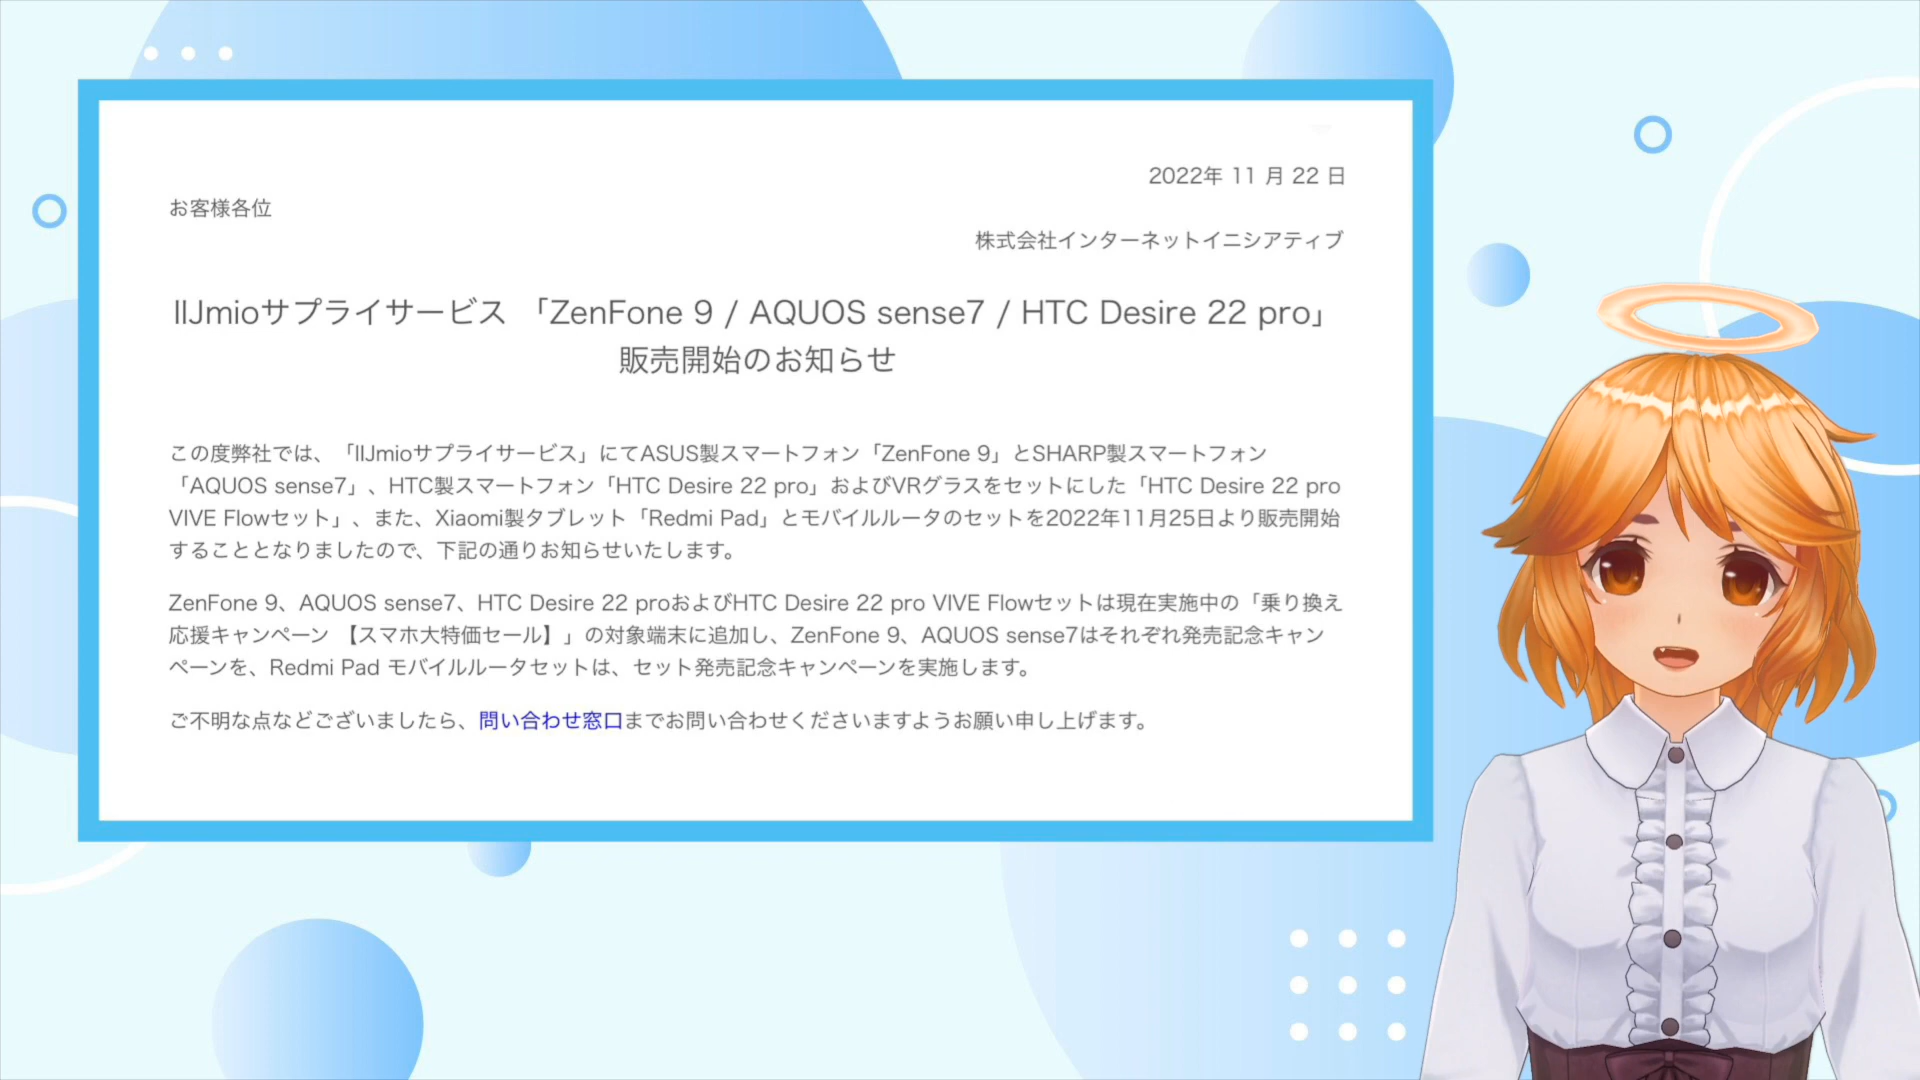 2022年 11 月 22 日
お客様各位
株式会社インターネットイニシアティブ
IIJmioサプライサービス 「ZenFone 9 / AQUOS sense7 / HTC Desire 22 pro」
販売開始のお知らせ
この度弊社では、「IIJmioサプライサービス」にてASUS製スマートフォン「ZenFone 9」とSHARP製スマートフォン
「AQUOS sense7」、HTC製スマートフォン「HTC Desire 22 pro」およびVRグラスをセットにした「HTC Desire 22 pro
VIVE Flowセット」、また、Xiaomi製タブレット「Redmi Pad」とモバイルルータのセットを2022年11月25日より販売開始
することとなりましたので、下記の通りお知らせいたします。
ZenFone 9、AQUOS sense7、HTC Desire 22 proおよびHTC Desire 22 pro VIVE Flowセットは現在実施中の「乗り換え
応援キャンペーン 【スマホ大特価セール】」の対象端末に追加し、ZenFone 9、AQUOS sense7はそれぞれ発売記念キャン
ペーンを、Redmi Pad モバイルルータセットは、セット発売記念キャンペーンを実施します。
ご不明な点などございましたら、問い合わせ窓口までお問い合わせくださいますようお願い申し上げます。